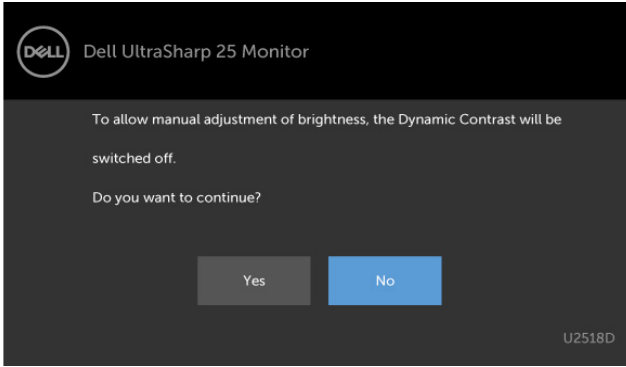 DELL
Dell UltraSharp 25 Monitor
To allow manual adjustment of brightness, the Dynamic Contrast will be
switched off.
Do you want to continue?
Yes No
U2518D